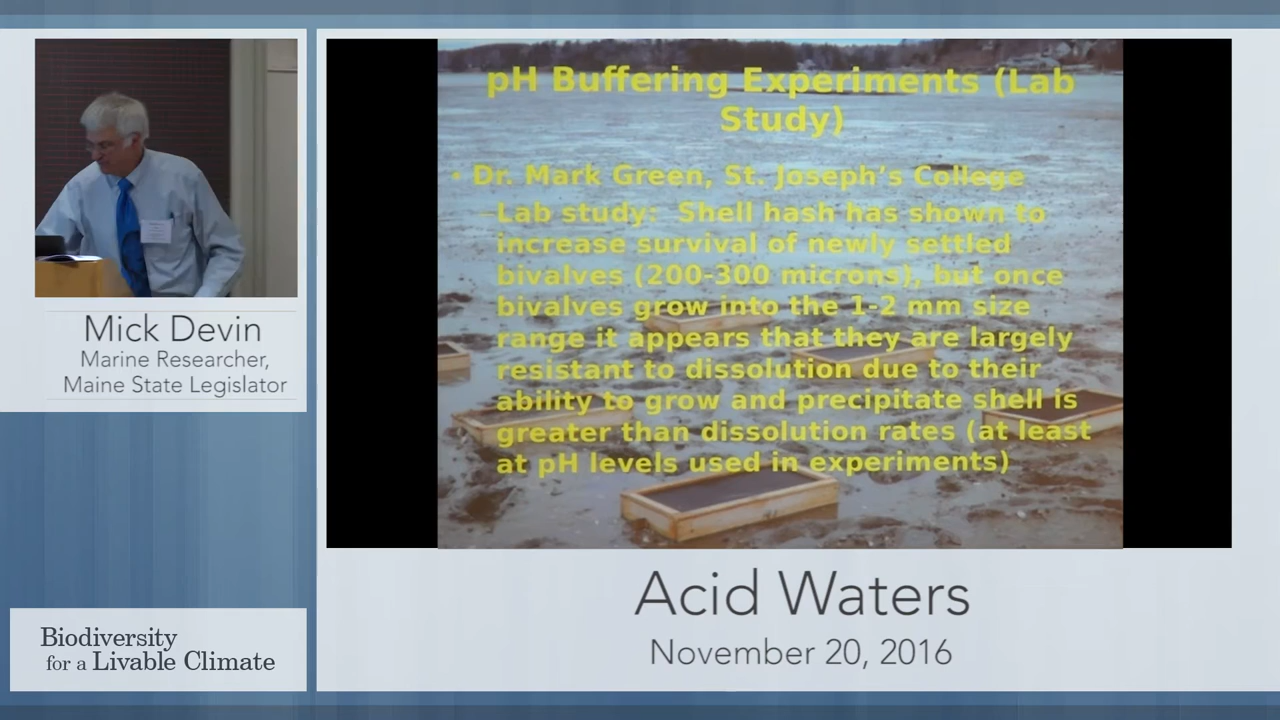 pH Buffering Experiments (Lab
Study)
• Dr. Mark Green, St. Joseph's College
–Lab study: Shell hash has shown to
increase survival of newly settled
bivalves (200-300 microns), but once
bivalves grow into the 1-2 mm size
range it appears that they are largely
resistant to dissolution due to their
ability to grow and precipitate shell is
greater than dissolution rates (at least
at pH levels used in experiments)
Mick Devin
Marine Researcher,
Maine State Legislator
Acid Waters
November 20, 2016
Biodiversity
for a Livable Climate